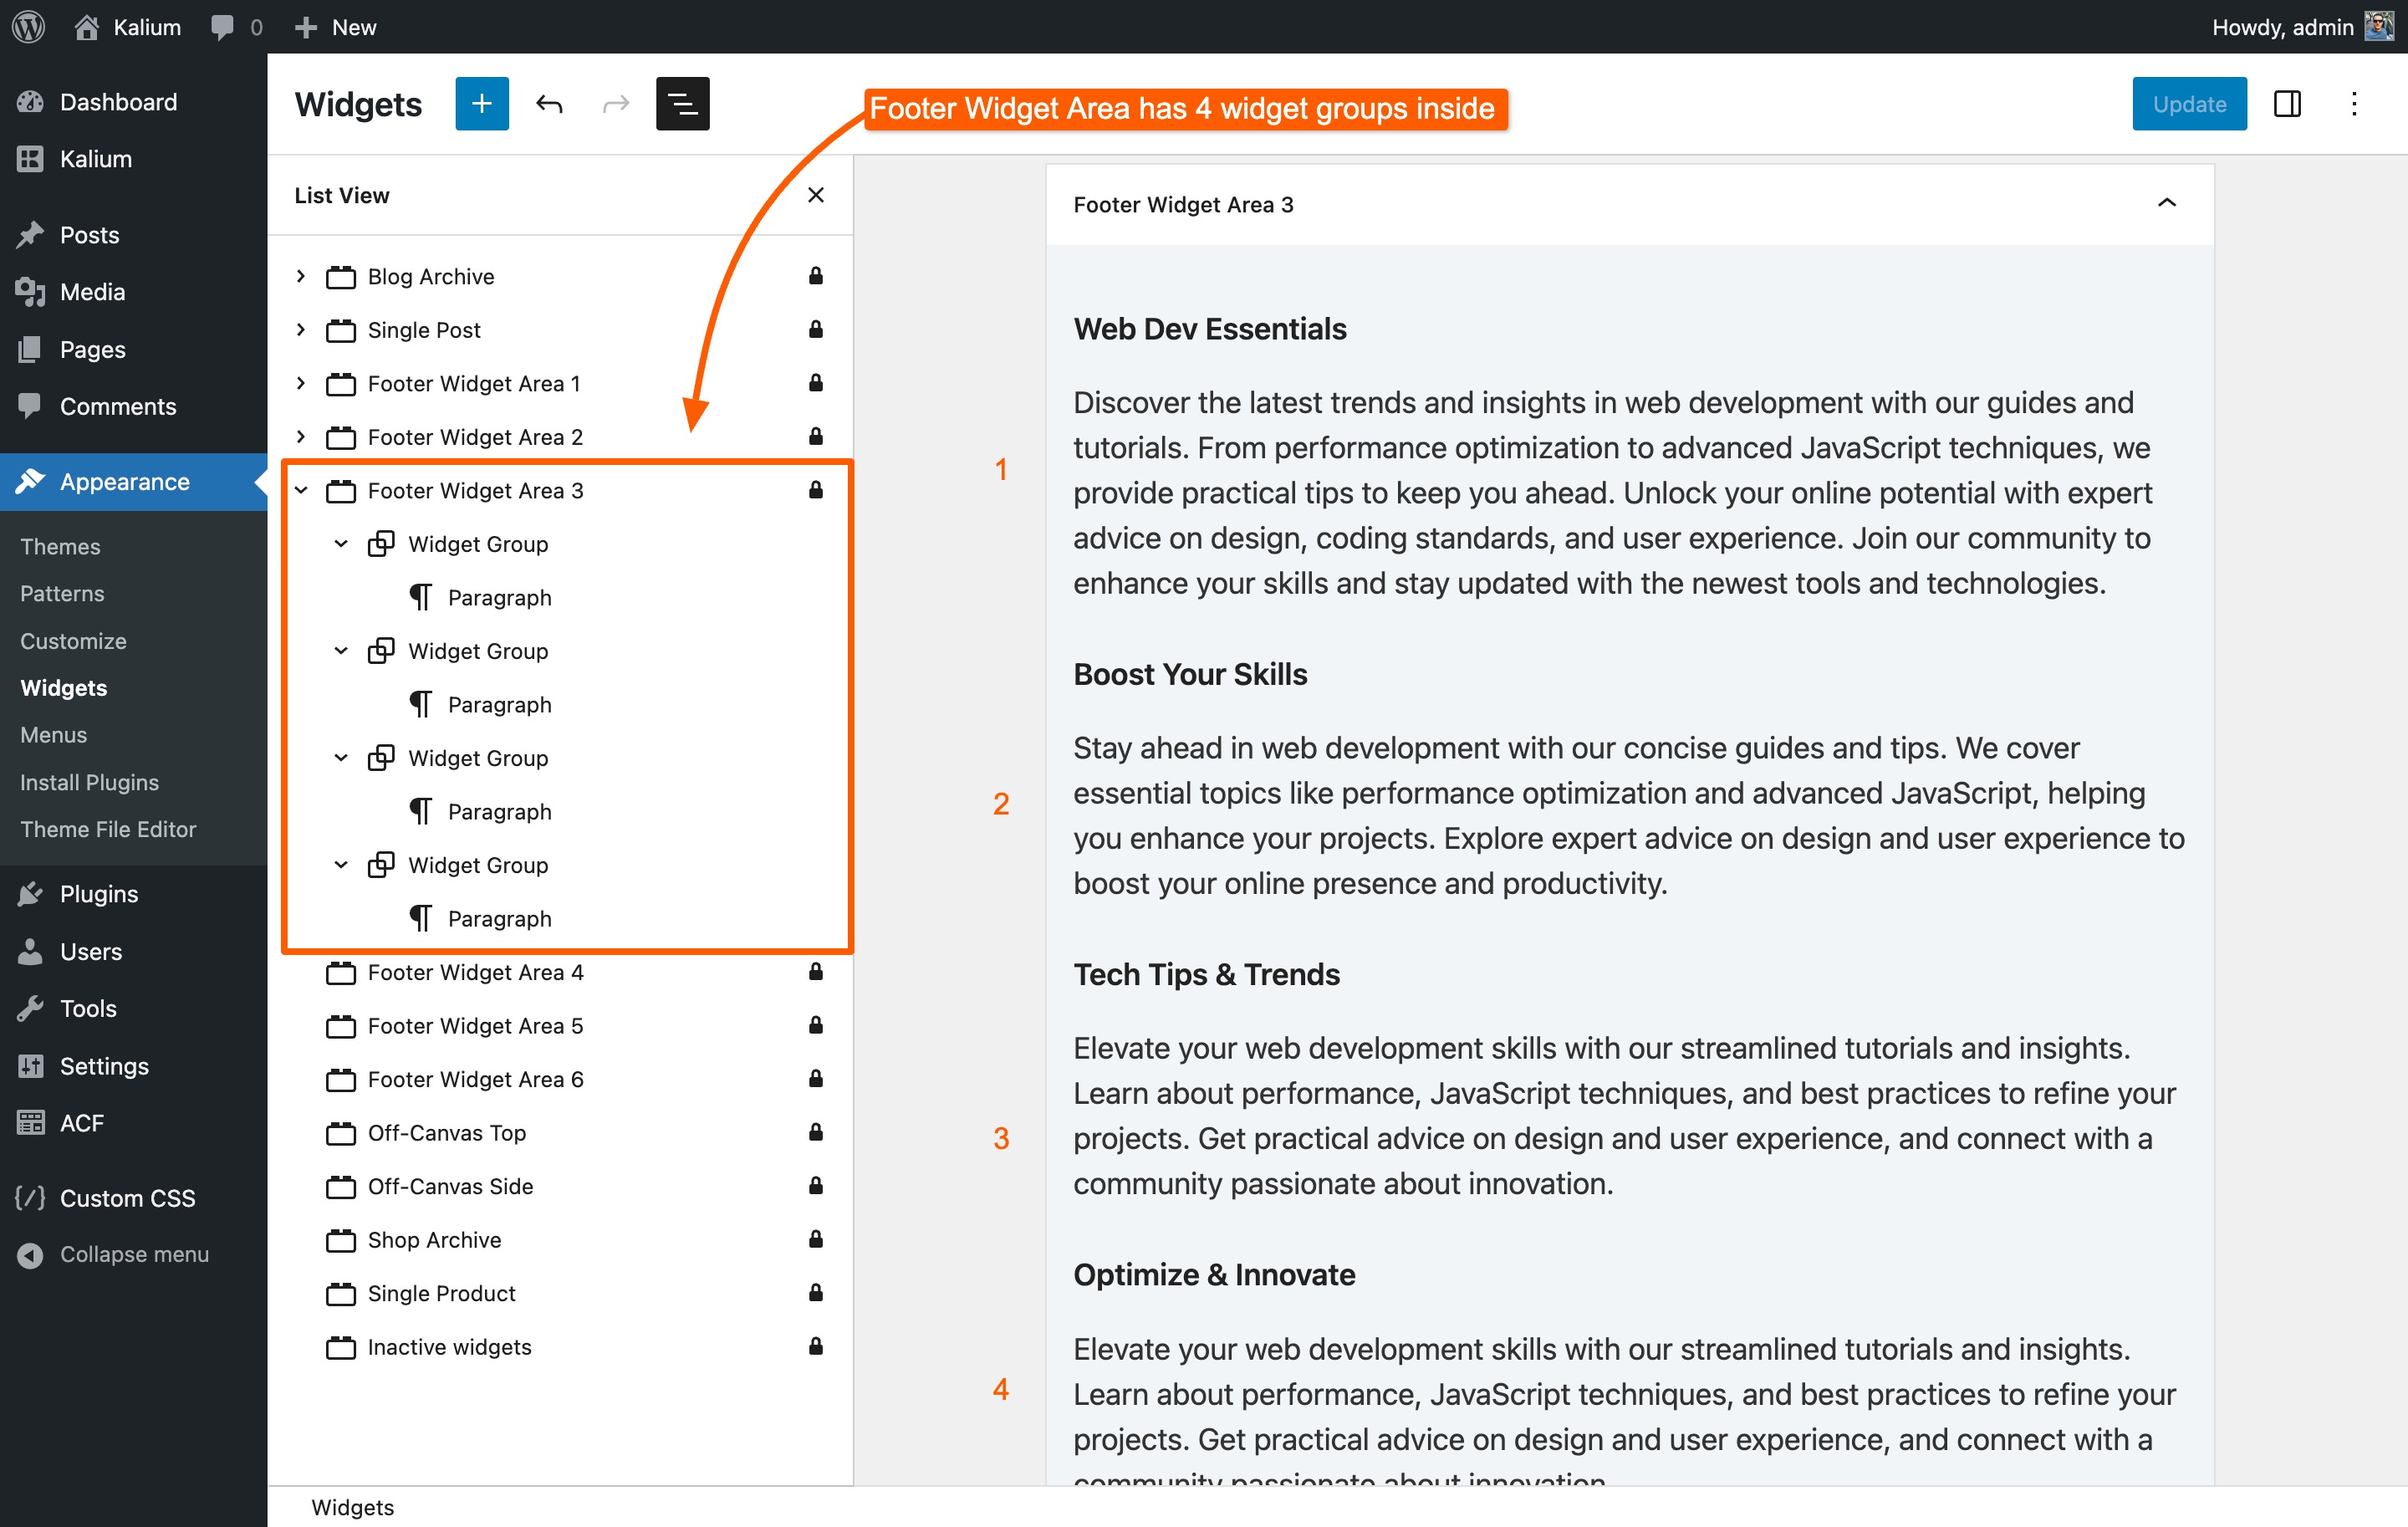 Kalium
0
New
Howdy, admin
Dashboard
Kalium
Posts
Media
Pages
Comments
Appearance
Themes
Patterns
Customize
Widgets
Menus
Install Plugins
Theme File Editor
Plugins
Users
Tools
Settings
ACF
Custom CSS
Collapse menu
Widgets
Footer Widget Area has 4 widget groups inside
Update
List View
Blog Archive
Single Post
Footer Widget Area 1
Footer Widget Area 2
Footer Widget Area 3
Widget Group
Paragraph
Widget Group
Paragraph
Widget Group
Paragraph
Widget Group
Paragraph
Footer Widget Area 4
Footer Widget Area 5
Footer Widget Area 6
Off-Canvas Top
Off-Canvas Side
Shop Archive
Single Product
Inactive widgets
Footer Widget Area 3
1
Web Dev Essentials
Discover the latest trends and insights in web development with our guides and
tutorials. From performance optimization to advanced JavaScript techniques, we
provide practical tips to keep you ahead. Unlock your online potential with expert
advice on design, coding standards, and user experience. Join our community to
enhance your skills and stay updated with the newest tools and technologies.
2
Boost Your Skills
Stay ahead in web development with our concise guides and tips. We cover
essential topics like performance optimization and advanced JavaScript, helping
you enhance your projects. Explore expert advice on design and user experience to
boost your online presence and productivity.
3
Tech Tips & Trends
Elevate your web development skills with our streamlined tutorials and insights.
Learn about performance, JavaScript techniques, and best practices to refine your
projects. Get practical advice on design and user experience, and connect with a
community passionate about innovation.
4
Optimize & Innovate
Elevate your web development skills with our streamlined tutorials and insights.
Learn about performance, JavaScript techniques, and best practices to refine your
projects. Get practical advice on design and user experience, and connect with a
community passionate about innovation.
Widgets